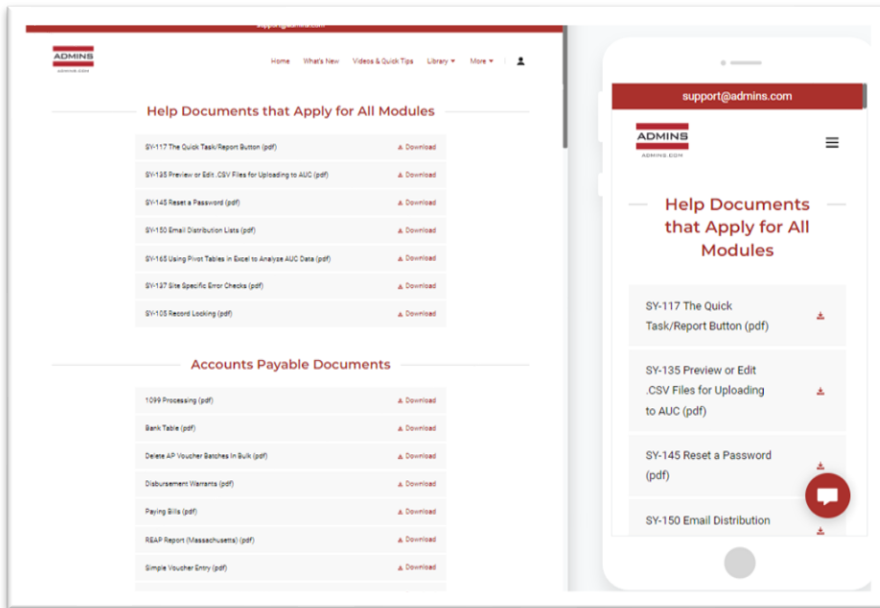 support@admins.com
ADMINS
ADMINS.COM
Home What's New Videos & Quick Tips Library More
Help Documents that Apply for All Modules
SY-117 The Quick Task/Report Button (pdf) Download
SY-135 Preview or Edit .CSV Files for Uploading to AUC (pdf) Download
SY-145 Reset a Password (pdf) Download
SY-150 Email Distribution Lists (pdf) Download
SY-165 Using Pivot Tables in Excel to Analyze AUC Data (pdf) Download
SY-137 Site Specific Error Checks (pdf) Download
SY-105 Record Locking (pdf) Download
Accounts Payable Documents
1099 Processing (pdf) Download
Bank Table (pdf) Download
Delete AP Voucher Batches In Bulk (pdf) Download
Disbursement Warrants (pdf) Download
Paying Bills (pdf) Download
REAP Report (Massachusetts) (pdf) Download
Simple Voucher Entry (pdf) Download
support@admins.com
ADMINS
ADMINS.COM
Help Documents
that Apply for All
Modules
SY-117 The Quick
Task/Report Button (pdf)
SY-135 Preview or Edit
.CSV Files for Uploading
to AUC (pdf)
SY-145 Reset a Password
(pdf)
SY-150 Email Distribution